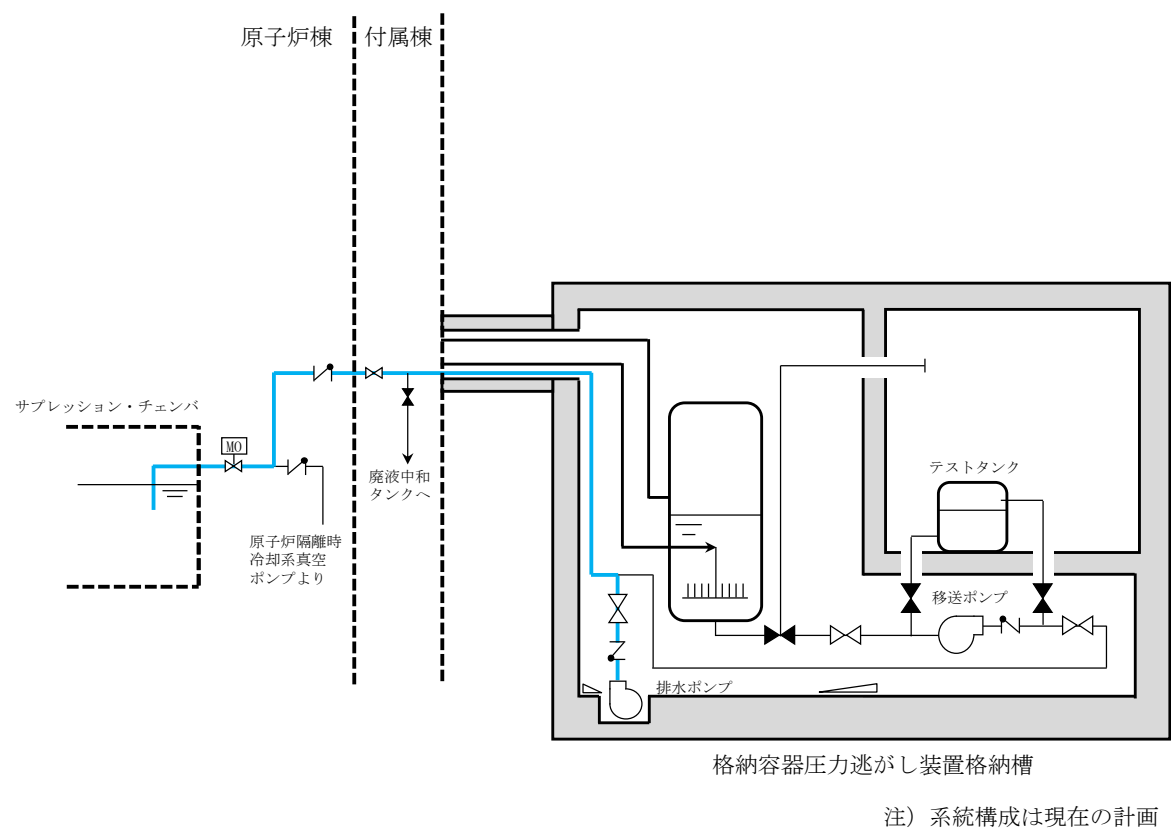 原子炉棟
付属棟
サプレッション・チェンバ
MO
廃液中和
タンクへ
原子炉隔離時
冷却系真空
ポンプより
テストタンク
移送ポンプ
排水ポンプ
格納容器圧力逃がし装置格納槽
注）系統構成は現在の計画